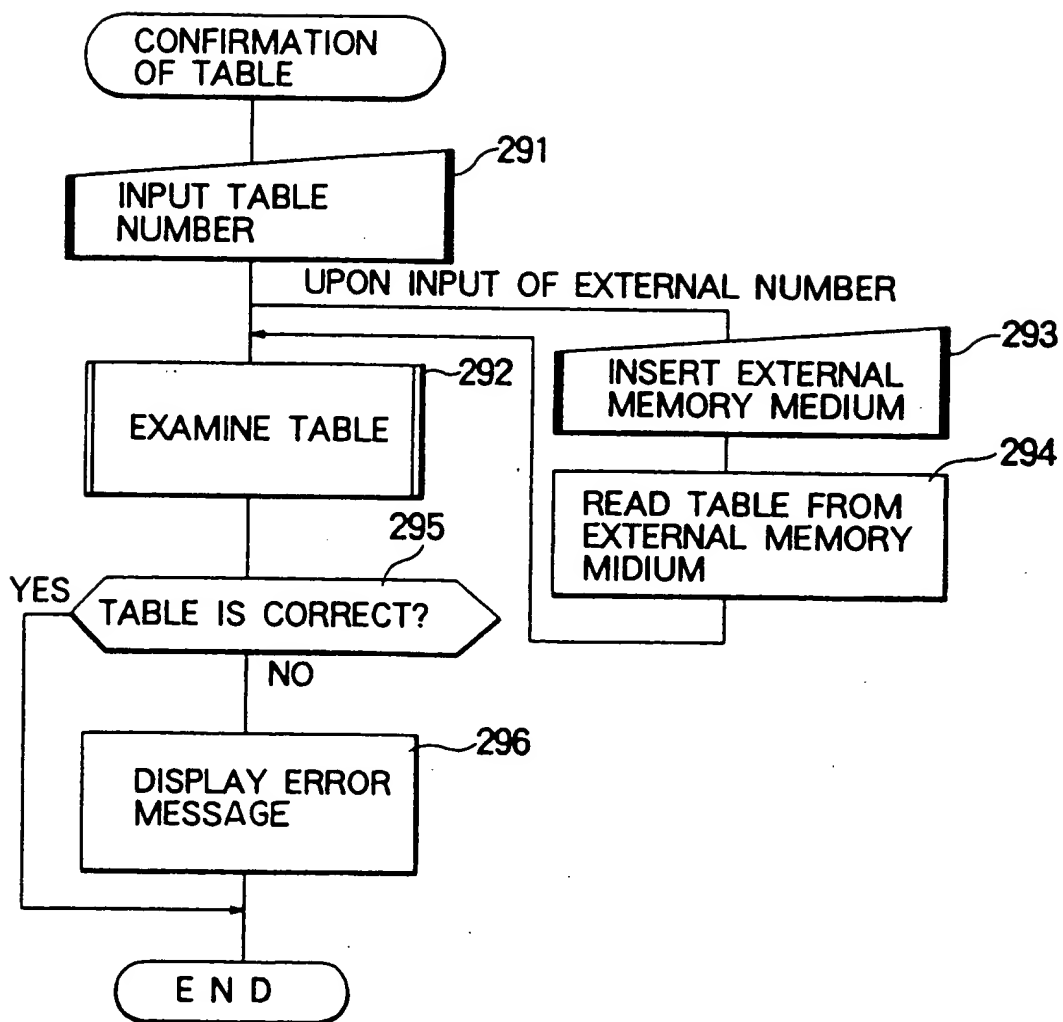 CONFIRMATION
OF TABLE
291
INPUT TABLE
NUMBER
UPON INPUT OF EXTERNAL NUMBER
293
INSERT EXTERNAL
MEMORY MEDIUM
292
EXAMINE TABLE
294
READ TABLE FROM
EXTERNAL MEMORY
MIDIUM
295
YES
TABLE IS CORRECT?
NO
296
DISPLAY ERROR
MESSAGE
END